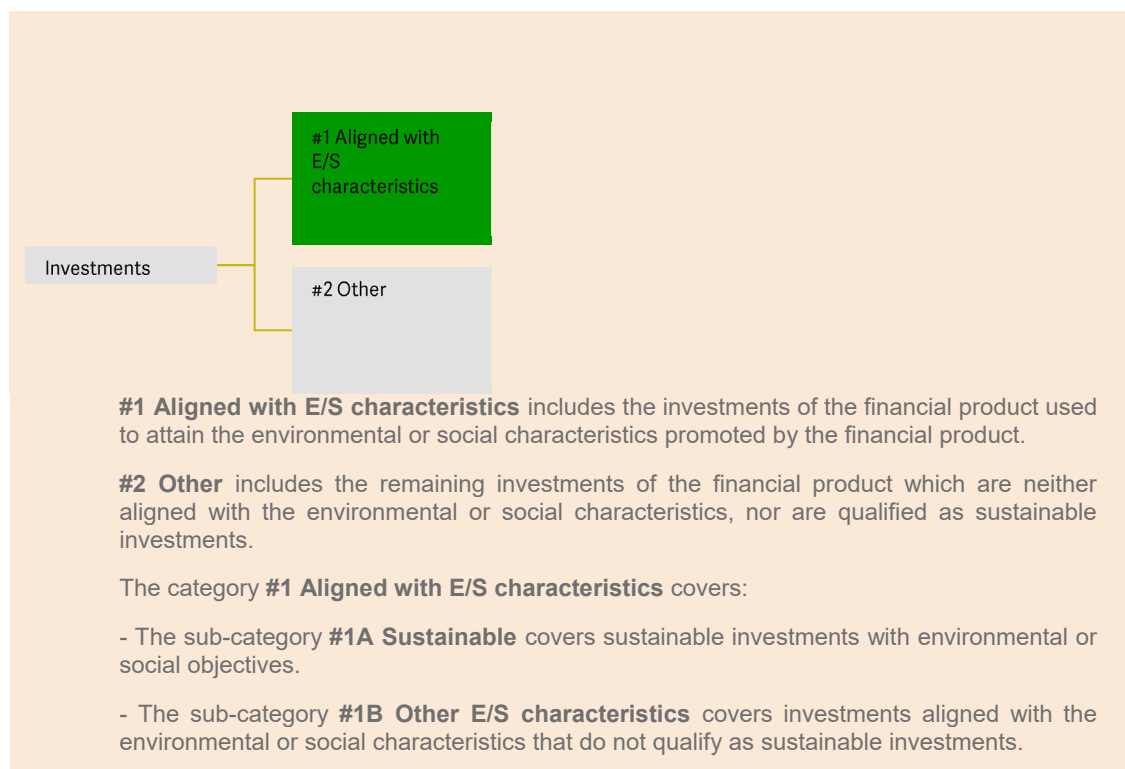 #1 Aligned with
E/S
characteristics
Investments
#2 Other
#1 Aligned with E/S characteristics includes the investments of the financial product used
to attain the environmental or social characteristics promoted by the financial product.
#2 Other includes the remaining investments of the financial product which are neither
aligned with the environmental or social characteristics, nor are qualified as sustainable
investments.
The category #1 Aligned with E/S characteristics covers:
- The sub-category #1A Sustainable covers sustainable investments with environmental or
social objectives.
- The sub-category #1B Other E/S characteristics covers investments aligned with the
environmental or social characteristics that do not qualify as sustainable investments.